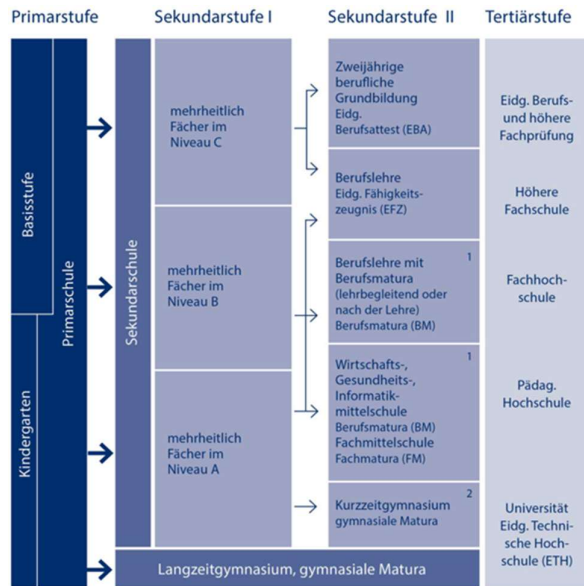 Primarstufe
Sekundarstufe I
Sekundarstufe II
Tertiärstufe
Basisstufe
Kindergarten
Primarschule
Sekundarschule
mehrheitlich
Fächer im
Niveau C
mehrheitlich
Fächer im
Niveau B
mehrheitlich
Fächer im
Niveau A
Zweijährige
berufliche
Grundbildung
Eidg.
Berufsattest (EBA)
Berufslehre
Eidg. Fähigkeits-
zeugnis (EFZ)
Berufslehre mit 1
Berufsmatura
(lehrbegleitend oder
nach der Lehre)
Berufsmatura (BM)
Wirtschafts-, 1
Gesundheits-,
Informatik-
mittelschule
Berufsmatura (BM)
Fachmittelschule
Fachmatura (FM)
Kurzzeitgymnasium 2
gymnasiale Matura
Langzeitgymnasium, gymnasiale Matura
Eidg. Berufs-
und höhere
Fachprüfung
Höhere
Fachschule
Fachhoch-
schule
Pädag.
Hochschule
Universität
Eidg. Techni-
sche Hoch-
schule (ETH)